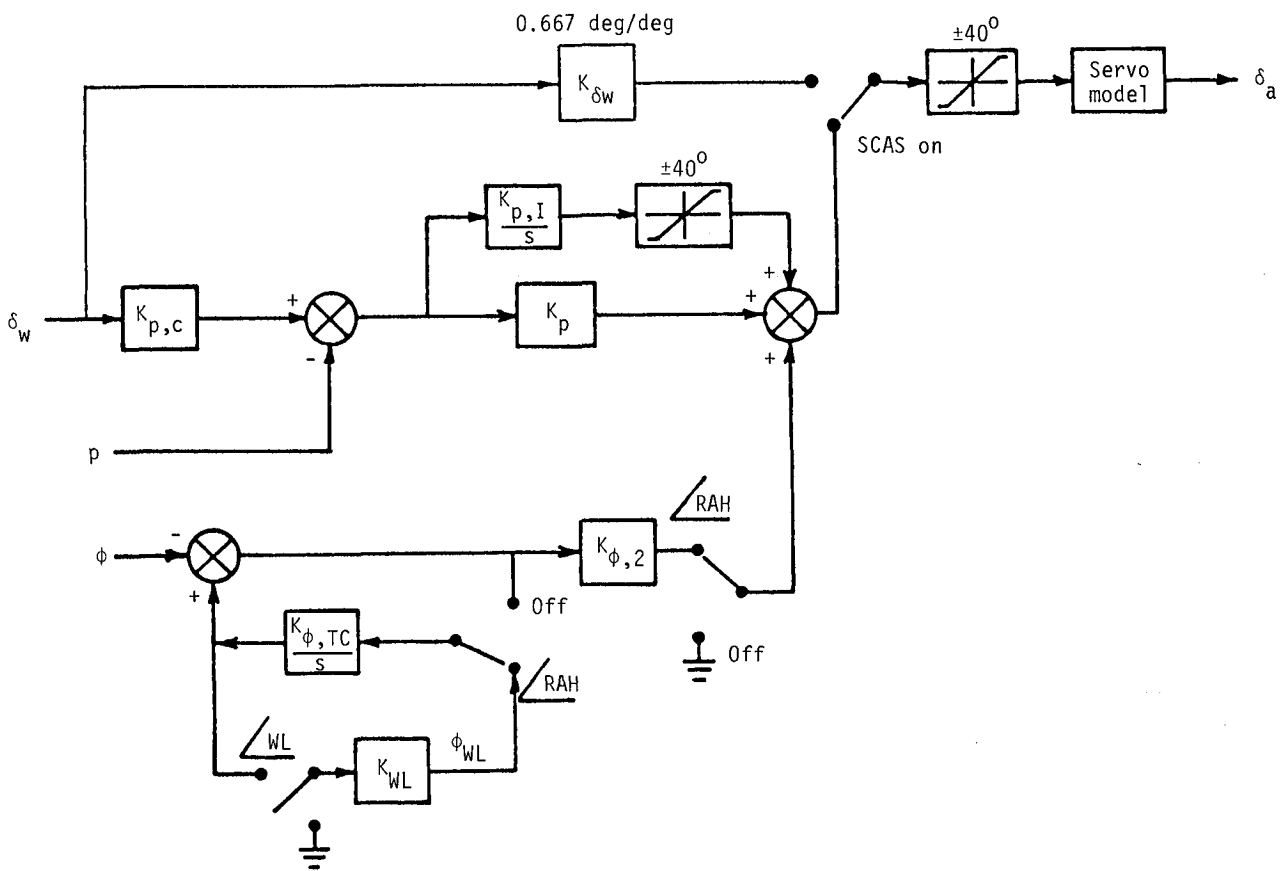 0.667 deg/deg
±40°
K_δw
Servo
model
δ_a
SCAS on
±40°
K_p,I
s
δ_w
K_p,c
+
-
K_p
+
+
+
p
∠RAH
ϕ
-
+
K_ϕ,2
Off
K_ϕ,TC
s
Off
∠RAH
∠WL
K_WL
ϕ_WL